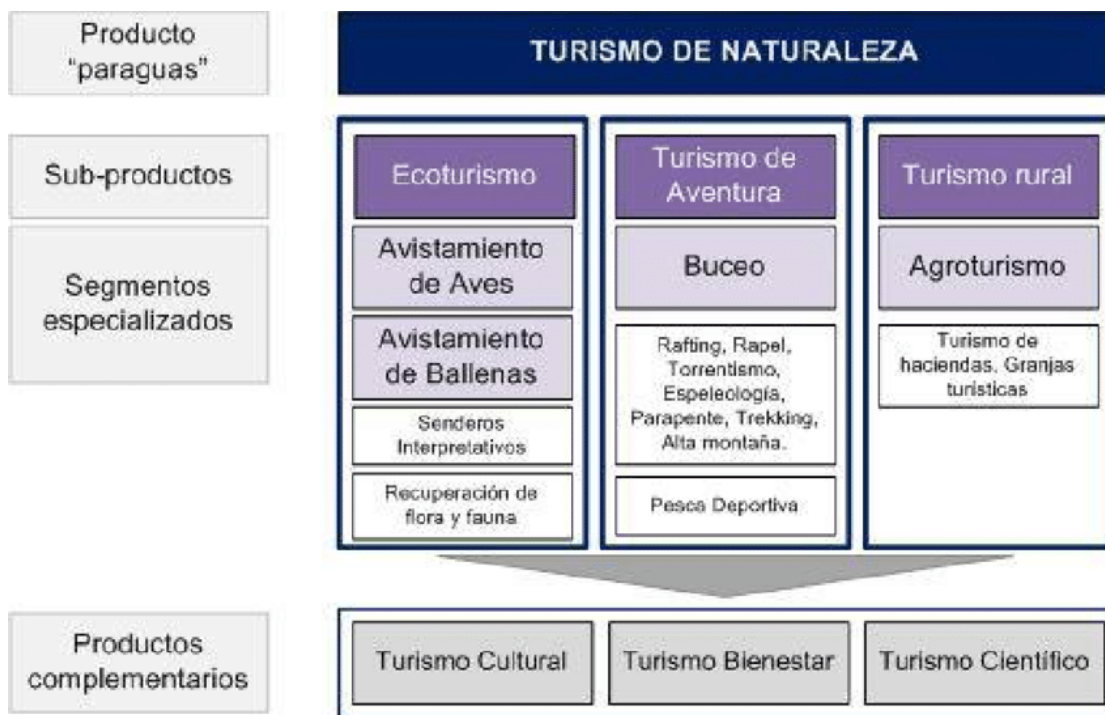 Producto
“paraguas”
TURISMO DE NATURALEZA
Sub-productos
Ecoturismo
Turismo de
Aventura
Turismo rural
Segmentos
especializados
Avistamiento
de Aves
Avistamiento
de Ballenas
Senderos
Interpretativos
Recuperación de
flora y fauna
Buceo
Rafting, Rapel,
Torrentismo,
Espeleología,
Parapente, Trekking,
Alta montaña.
Pesca Deportiva
Agroturismo
Turismo de
haciendas, Granjas
turísticas
Productos
complementarios
Turismo Cultural
Turismo Bienestar
Turismo Científico